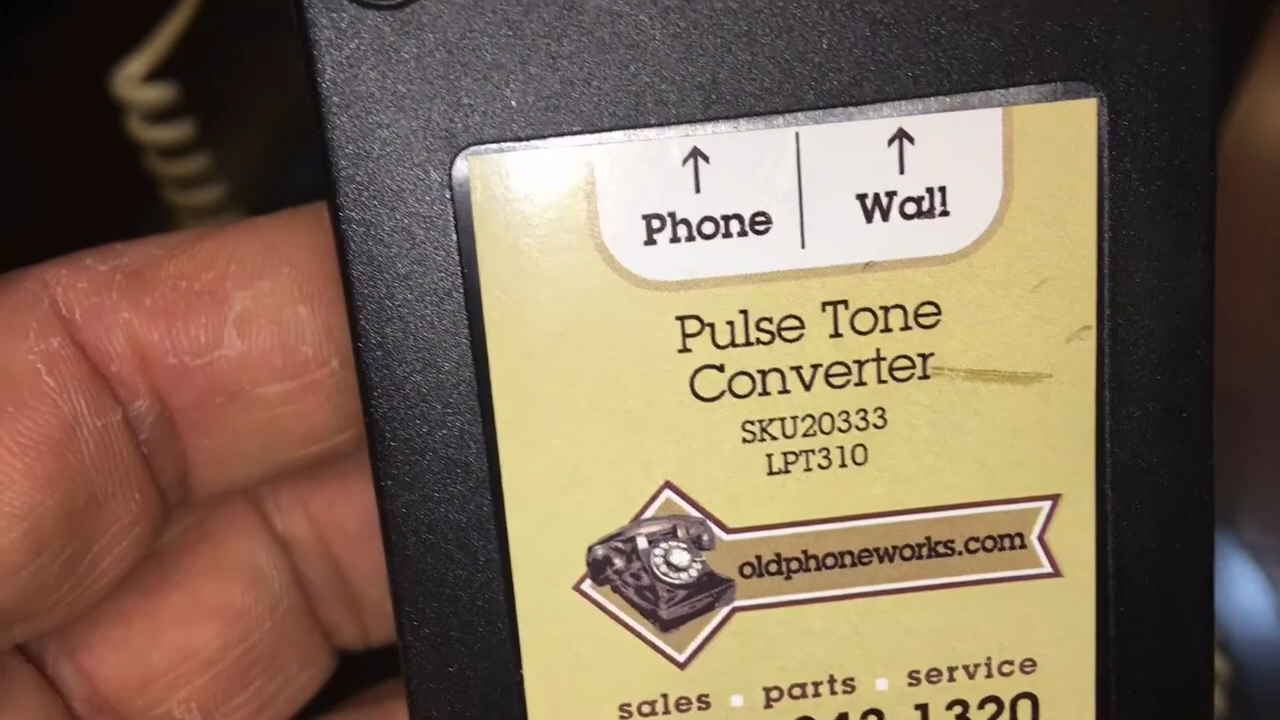 ↑ ↑
Phone | Wall
Pulse Tone
Converter
SKU20333
LPT310
oldphoneworks.com
sales ▪ parts ▪ service
1320